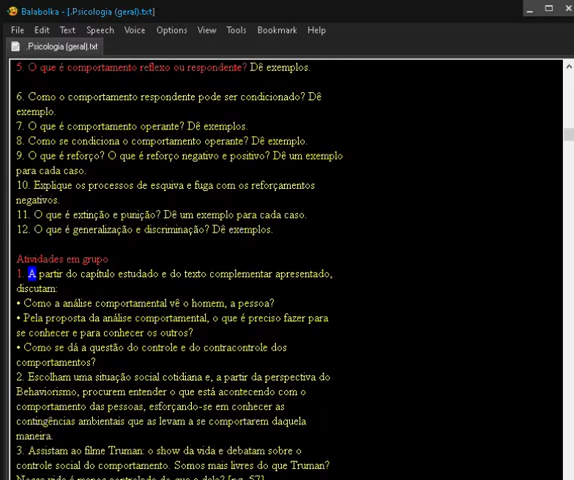 Balabolka - [.Psicologia (geral).txt]
File Edit View Speech Voice Options Tools Bookmark Help
.Psicologia (geral).txt
5. O que é comportamento reflexo ou respondente? Dê exemplos.
6. Como o comportamento respondente pode ser condicionado? Dê
exemplo.
7. O que é comportamento operante? Dê exemplos.
8. Como se condiciona o comportamento operante? Dê exemplo.
9. O que é reforço? O que é reforço negativo e positivo? Dê um exemplo
para cada caso.
10. Explique os processos de esquiva e fuga com os reforçamentos
negativos.
11. O que é extinção e punição? Dê um exemplo para cada caso.
12. O que é generalização e discriminação? Dê exemplos.
Atividades em grupo
1. A partir do capítulo estudado e do texto complementar apresentado,
discutam:
• Como a análise comportamental vê o homem, a pessoa?
• Pela proposta da análise comportamental, o que é preciso fazer para
se conhecer e para conhecer os outros?
• Como se dá a questão do controle e do contracontrole dos
comportamentos?
2. Escolham uma situação social cotidiana e, a partir da perspectiva do
Behaviorismo, procurem entender o que está acontecendo com o
comportamento das pessoas, esforçando-se em conhecer as
contingências ambientais que as levam a se comportarem daquela
maneira.
3. Assistam ao filme Truman: o show da vida e debatam sobre o
controle social do comportamento. Somos mais livres do que Truman?
Nossa vida é menos controlada do que a dele? [pg. 57]